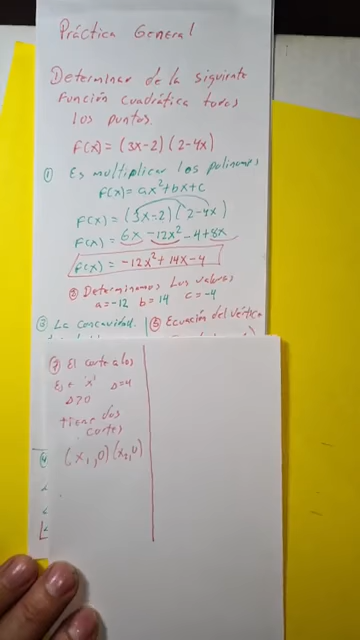 Práctica General
Determinar de la siguiente
función cuadrática todos
los puntos.
F(x) = (3x-2)(2-4x)
① Es multiplicar los polinomios
F(x) = ax²+bx+c
F(x) = (3x-2)(2-4x)
F(x) = 6x -12x² -4+8x
F(x) = -12x²+14x-4
② Determinamos los valores
a=-12 b=14 c=-4
③ La concavidad.
⑤ Ecuación del vértice
⑦ El corte a los
Δ=4
Δ>0
tiene dos
cortes
(x₁,0)(x₂,0)